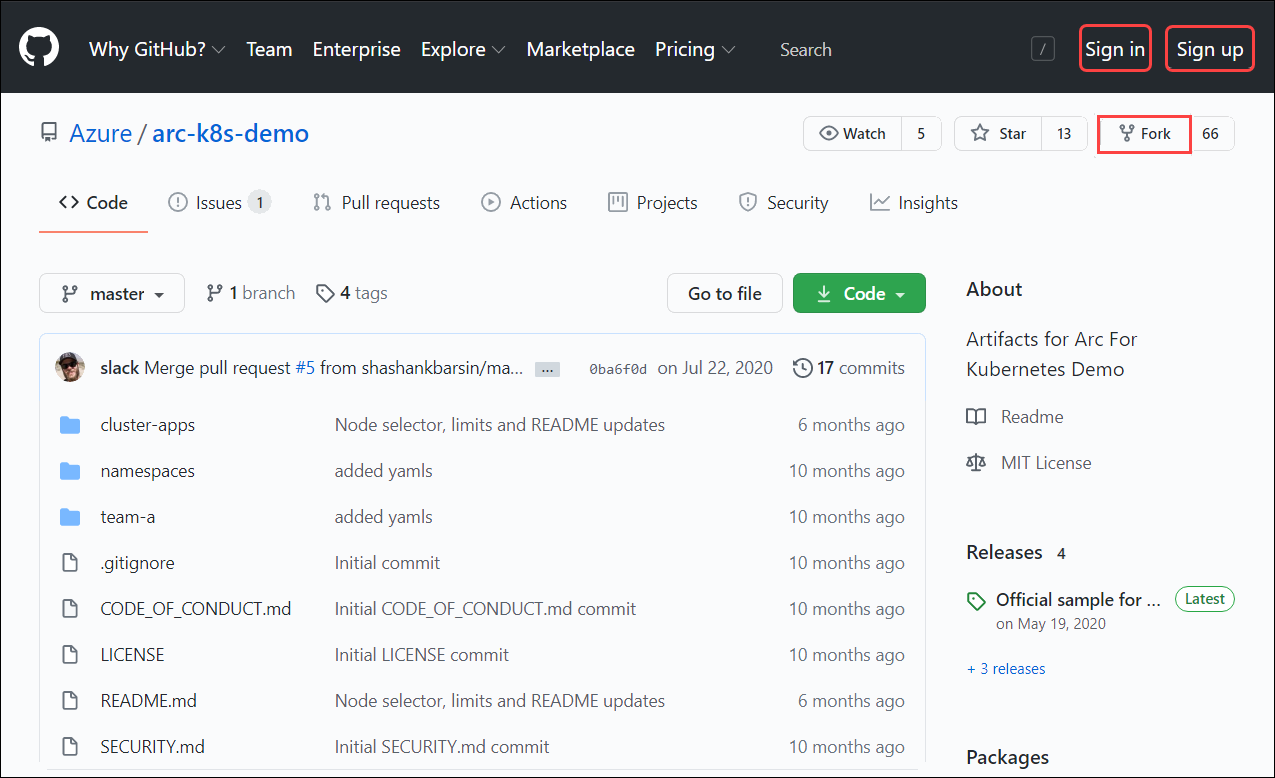 Why GitHub? Team Enterprise Explore Marketplace Pricing Search / Sign in Sign up
Azure / arc-k8s-demo Watch 5 Star 13 Fork 66
Code Issues 1 Pull requests Actions Projects Security Insights
master 1 branch 4 tags Go to file Code
slack Merge pull request #5 from shashankbarsin/ma... ... 0ba6f0d on Jul 22, 2020 17 commits
cluster-apps Node selector, limits and README updates 6 months ago
namespaces added yamls 10 months ago
team-a added yamls 10 months ago
.gitignore Initial commit 10 months ago
CODE_OF_CONDUCT.md Initial CODE_OF_CONDUCT.md commit 10 months ago
LICENSE Initial LICENSE commit 10 months ago
README.md Node selector, limits and README updates 6 months ago
SECURITY.md Initial SECURITY.md commit 10 months ago
About
Artifacts for Arc For
Kubernetes Demo
Readme
MIT License
Releases 4
Official sample for ... Latest
on May 19, 2020
+ 3 releases
Packages